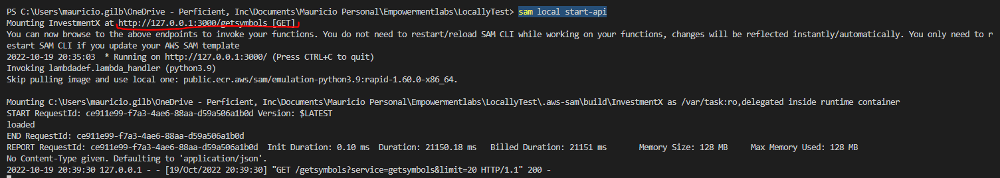 PS C:\Users\mauricio.gilb\OneDrive - Perficient, Inc\Documents\Mauricio Personal\Empowermentlabs\LocallyTest> sam local start-api
Mounting InvestmentX at http://127.0.0.1:3000/getsymbols [GET]
You can now browse to the above endpoints to invoke your functions. You do not need to restart/reload SAM CLI while working on your functions, changes will be reflected instantly/automatically. You only need to r
estart SAM CLI if you update your AWS SAM template
2022-10-19 20:35:03  * Running on http://127.0.0.1:3000/ (Press CTRL+C to quit)
Invoking lambdadef.lambda_handler (python3.9)
Skip pulling image and use local one: public.ecr.aws/sam/emulation-python3.9:rapid-1.60.0-x86_64.
Mounting C:\Users\mauricio.gilb\OneDrive - Perficient, Inc\Documents\Mauricio Personal\Empowermentlabs\LocallyTest\.aws-sam\build\InvestmentX as /var/task:ro,delegated inside runtime container
START RequestId: ce911e99-f7a3-4ae6-88aa-d59a506a1b0d Version: $LATEST
loaded
END RequestId: ce911e99-f7a3-4ae6-88aa-d59a506a1b0d
REPORT RequestId: ce911e99-f7a3-4ae6-88aa-d59a506a1b0d  Init Duration: 0.10 ms  Duration: 21150.18 ms   Billed Duration: 21151 ms       Memory Size: 128 MB     Max Memory Used: 128 MB
No Content-Type given. Defaulting to 'application/json'.
2022-10-19 20:39:30 127.0.0.1 - - [19/Oct/2022 20:39:30] "GET /getsymbols?service=getsymbols&limit=20 HTTP/1.1" 200 -